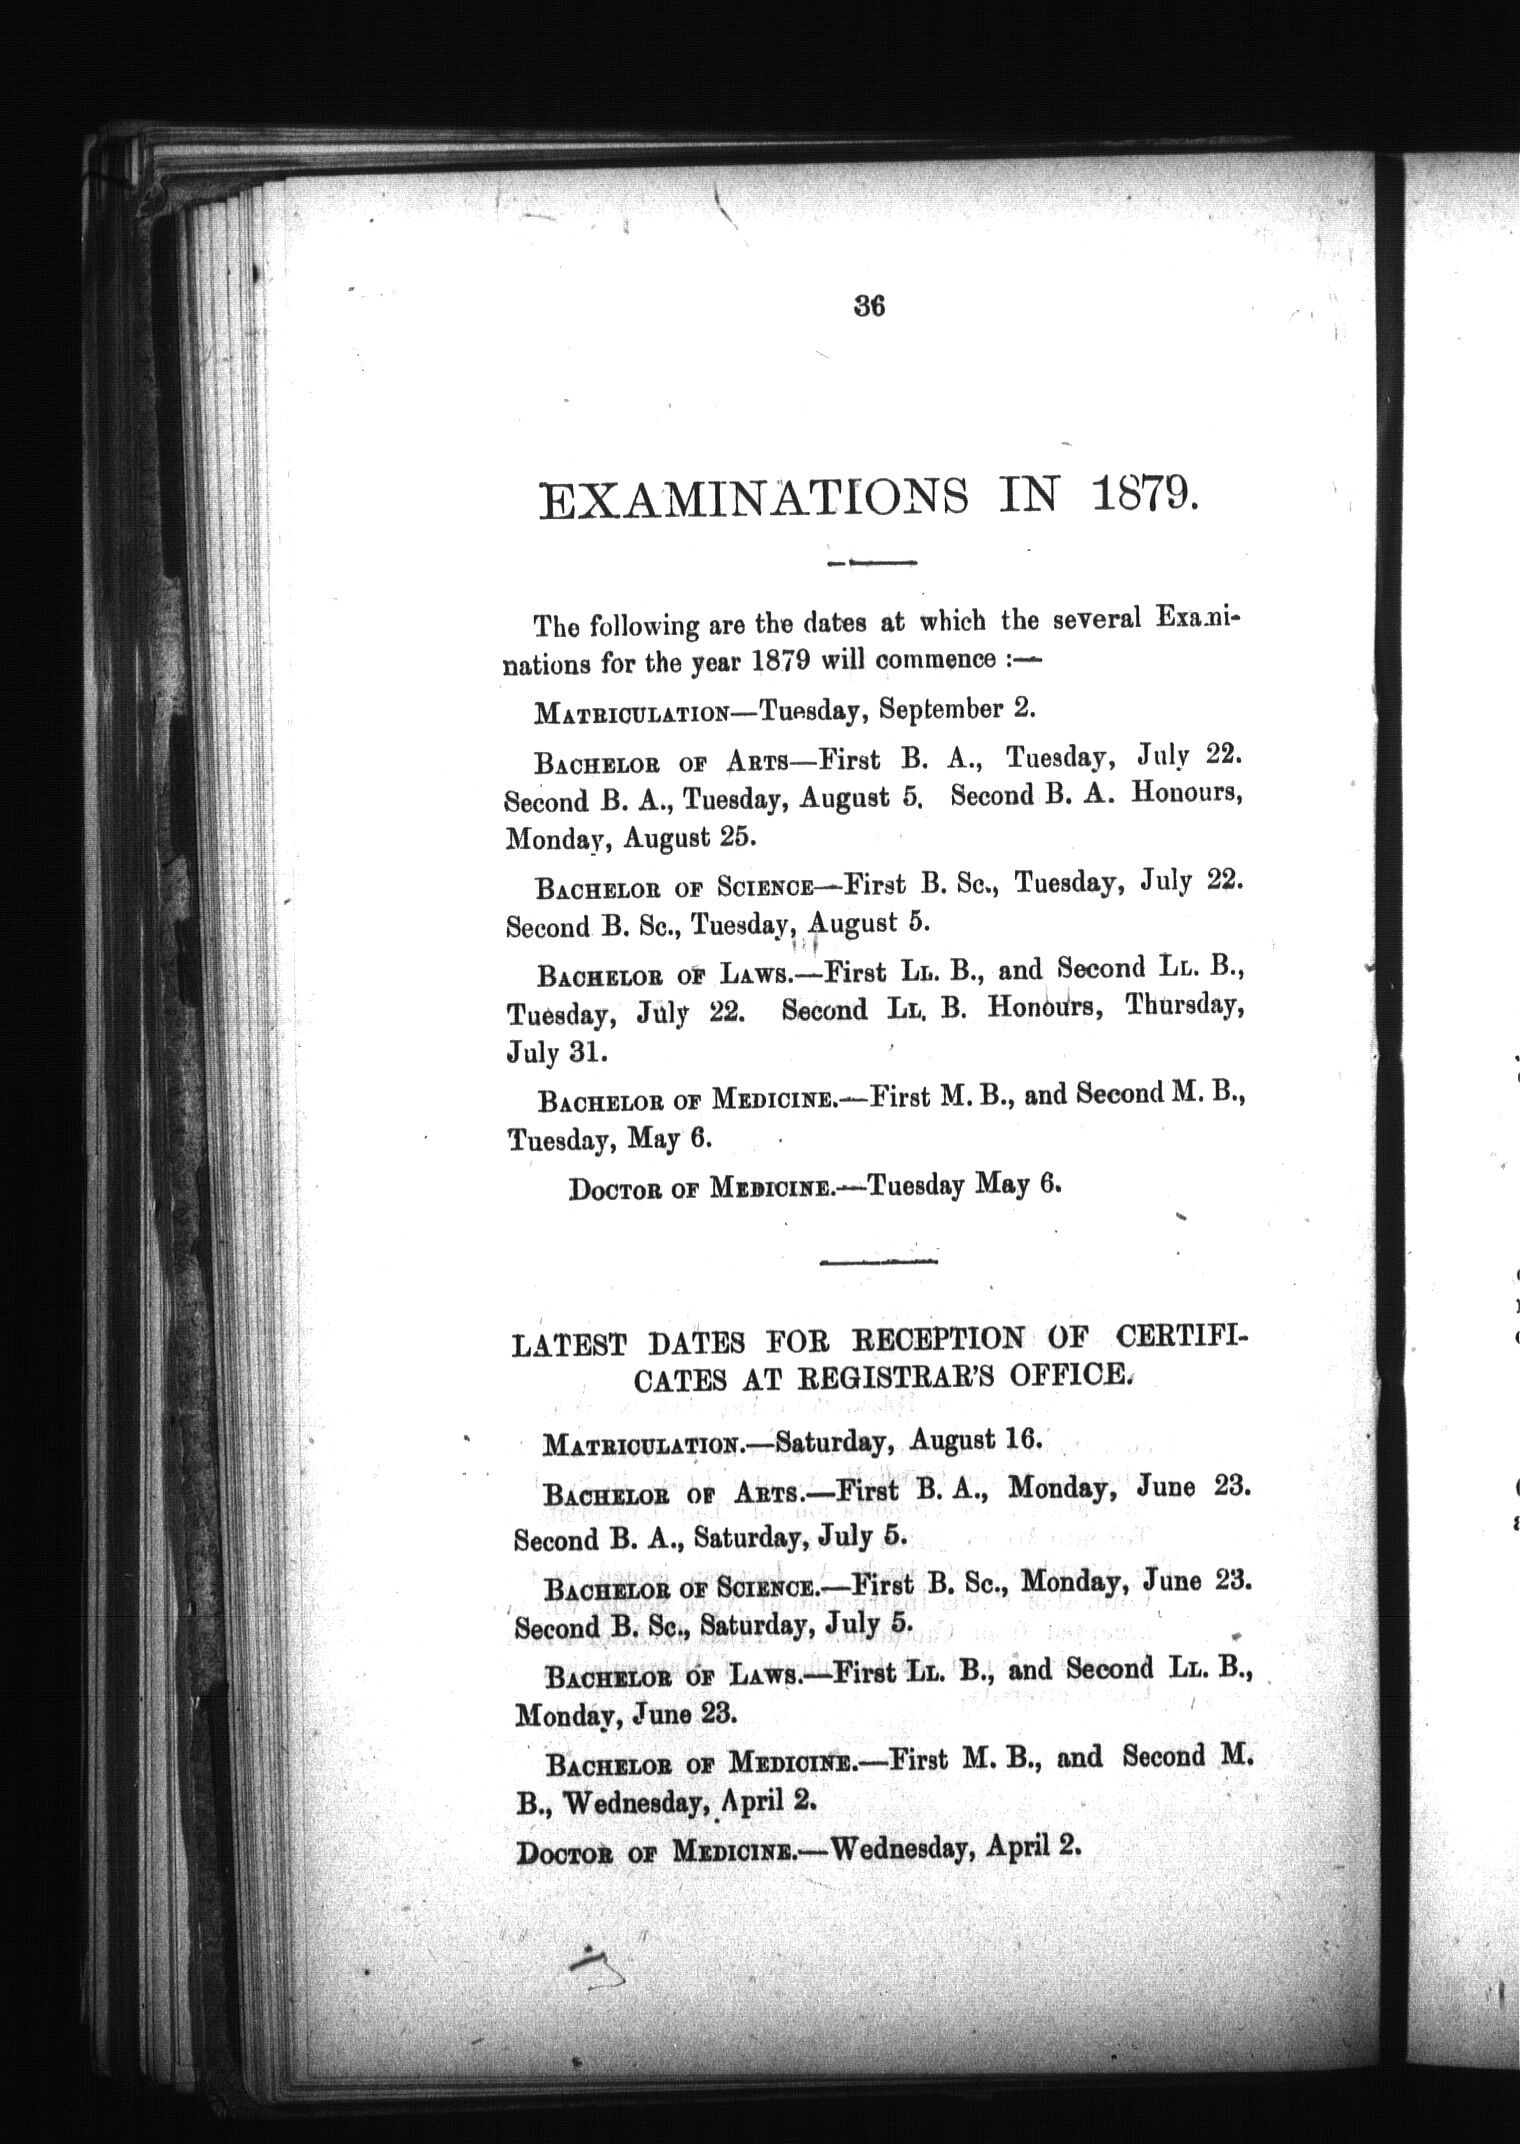 36
EXAMINATIONS IN 1879.
The following are the dates at which the several Exami-
nations for the year 1879 will commence :—
MATRICULATION—Tuesday, September 2.
BACHELOR OF ARTS—First B. A., Tuesday, July 22.
Second B. A., Tuesday, August 5. Second B. A. Honours,
Monday, August 25.
BACHELOR OF SCIENCE—First B. Sc., Tuesday, July 22.
Second B. Sc., Tuesday, August 5.
BACHELOR OF LAWS.—First LL. B., and Second LL. B.,
Tuesday, July 22. Second LL. B. Honours, Thursday,
July 31.
BACHELOR OF MEDICINE.—First M. B., and Second M. B.,
Tuesday, May 6.
DOCTOR OF MEDICINE.—Tuesday May 6.
LATEST DATES FOR RECEPTION OF CERTIFI-
CATES AT REGISTRAR'S OFFICE.
MATRICULATION.—Saturday, August 16.
BACHELOR OF ARTS.—First B. A., Monday, June 23.
Second B. A., Saturday, July 5.
BACHELOR OF SCIENCE.—First B. Sc., Monday, June 23.
Second B. Sc., Saturday, July 5.
BACHELOR OF LAWS.—First LL. B., and Second LL. B.,
Monday, June 23.
BACHELOR OF MEDICINE.—First M. B., and Second M.
B., Wednesday, April 2.
DOCTOR OF MEDICINE.—Wednesday, April 2.